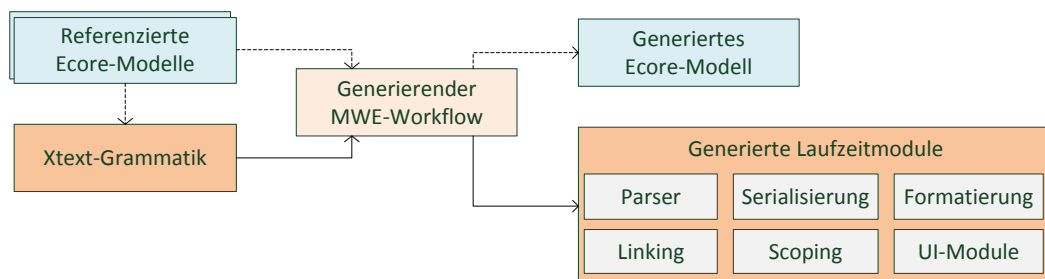 Referenzierte
Ecore-Modelle
Generiertes
Ecore-Modell
Generierender
MWE-Workflow
Xtext-Grammatik
Generierte Laufzeitmodule
Parser
Serialisierung
Formatierung
Linking
Scoping
UI-Module